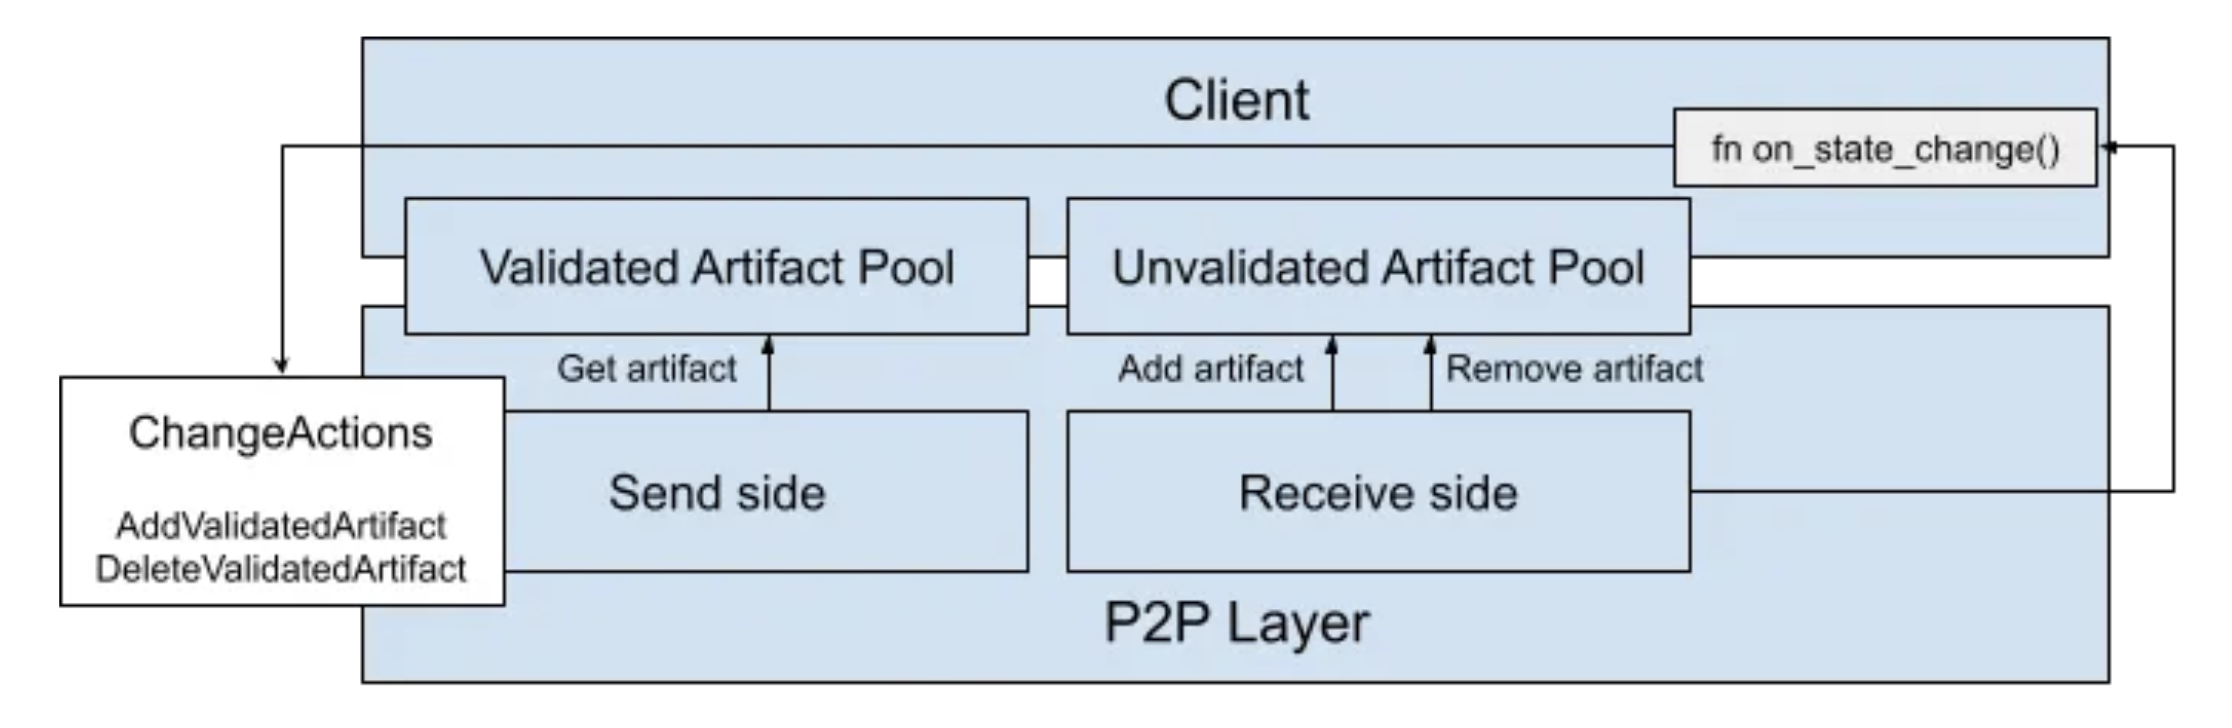 Client
fn on_state_change()
Validated Artifact Pool
Unvalidated Artifact Pool
Get artifact
Add artifact
Remove artifact
ChangeActions
AddValidatedArtifact
DeleteValidatedArtifact
Send side
Receive side
P2P Layer